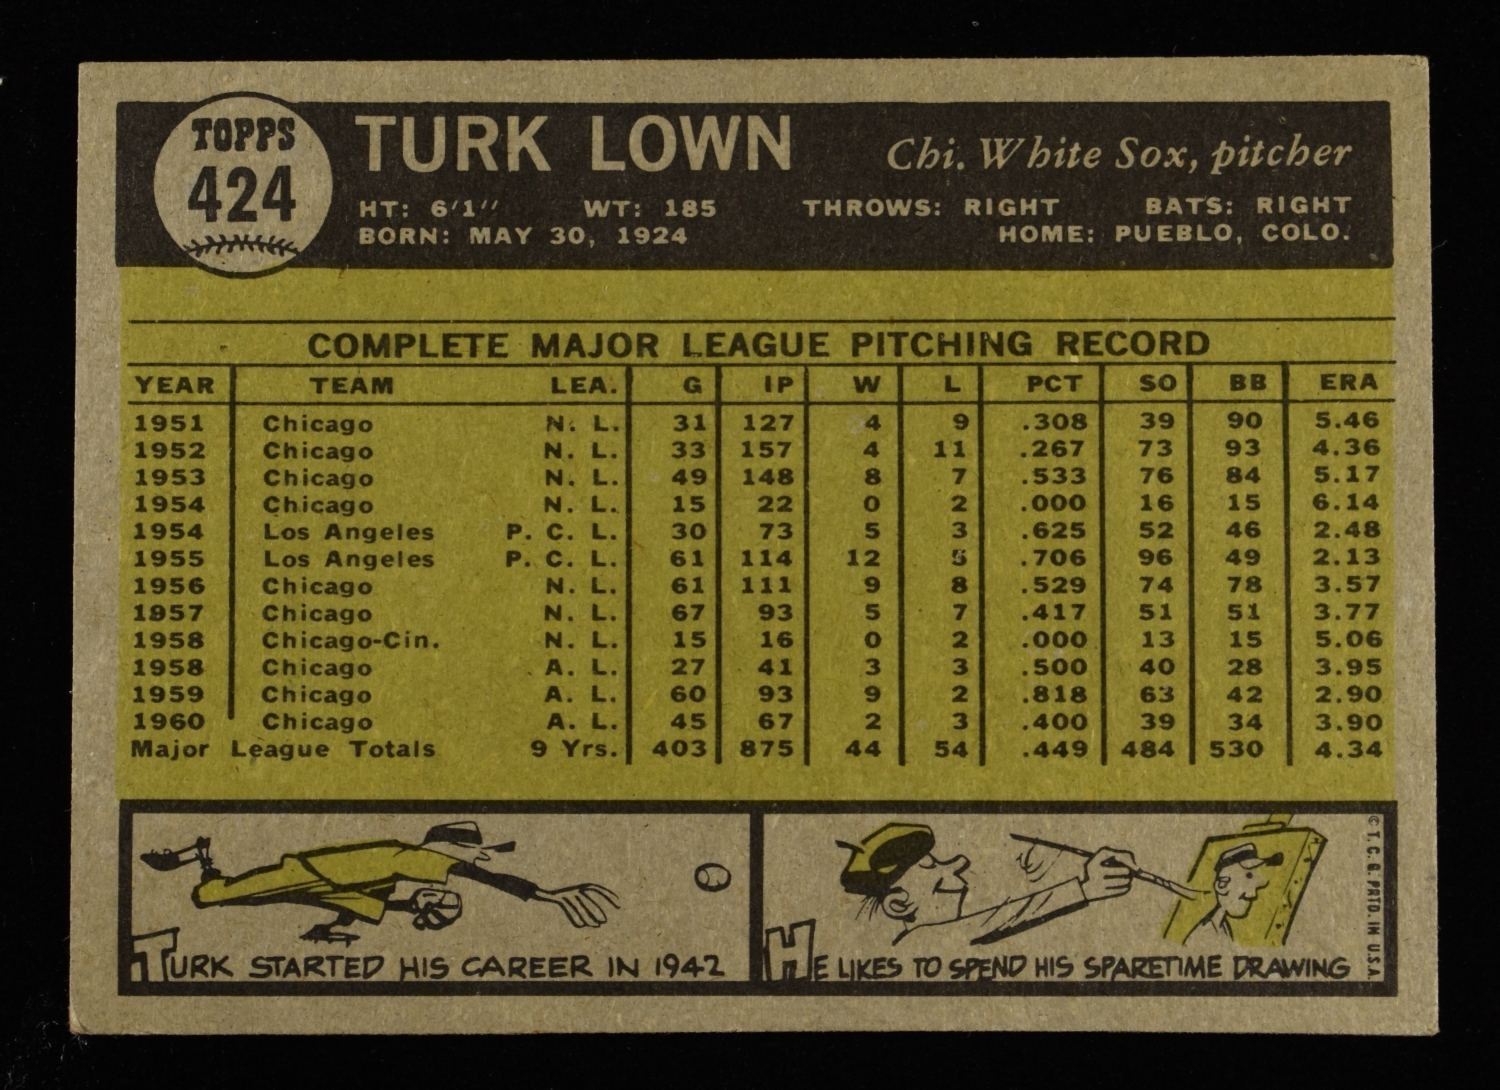 TOPPS
424
TURK LOWN
Chi. White Sox, pitcher
HT: 6'1" WT: 185 THROWS: RIGHT BATS: RIGHT
BORN: MAY 30, 1924 HOME: PUEBLO, COLO.
COMPLETE MAJOR LEAGUE PITCHING RECORD
YEAR TEAM LEA. G IP W L PCT SO BB ERA
1951 Chicago N. L. 31 127 4 9 .308 39 90 5.46
1952 Chicago N. L. 33 157 4 11 .267 73 93 4.36
1953 Chicago N. L. 49 148 8 7 .533 76 84 5.17
1954 Chicago N. L. 15 22 0 2 .000 16 15 6.14
1954 Los Angeles P. C. L. 30 73 5 3 .625 52 46 2.48
1955 Los Angeles P. C. L. 61 114 12 5 .706 96 49 2.13
1956 Chicago N. L. 61 111 9 8 .529 74 78 3.57
1957 Chicago N. L. 67 93 5 7 .417 51 51 3.77
1958 Chicago-Cin. N. L. 15 16 0 2 .000 13 15 5.06
1958 Chicago A. L. 27 41 3 3 .500 40 28 3.95
1959 Chicago A. L. 60 93 9 2 .818 63 42 2.90
1960 Chicago A. L. 45 67 2 3 .400 39 34 3.90
Major League Totals 9 Yrs. 403 875 44 54 .449 484 530 4.34
TURK STARTED HIS CAREER IN 1942
HE LIKES TO SPEND HIS SPARETIME DRAWING
© T. C. G. PRTD. IN U.S.A.